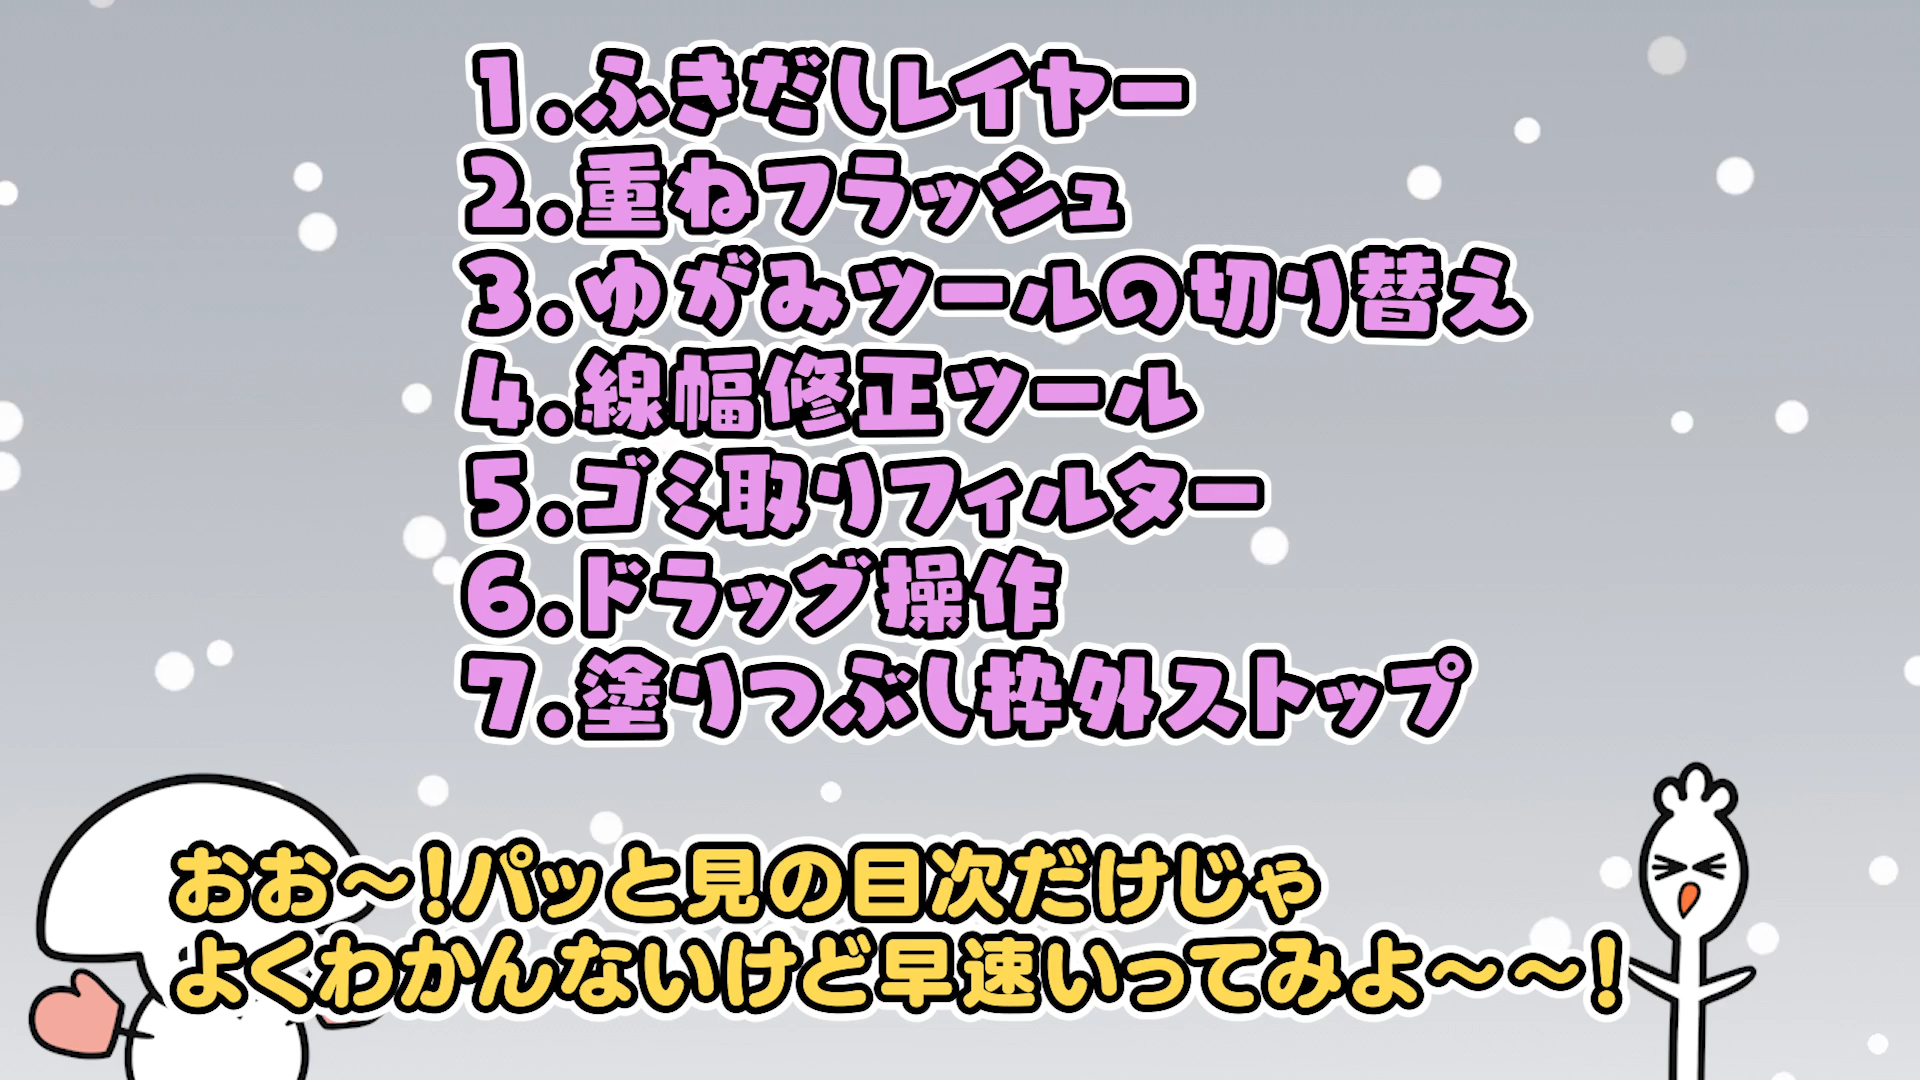 1.ふきだしレイヤー
2.重ねフラッシュ
3.ゆがみツールの切り替え
4.線幅修正ツール
5.ゴミ取りフィルター
6.ドラッグ操作
7.塗りつぶし枠外ストップ
おお～!パッと見の目次だけじゃ
よくわかんないけど早速いってみよ～～!